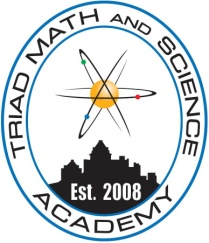 TRIAD MATH AND SCIENCE
Est. 2008
ACADEMY